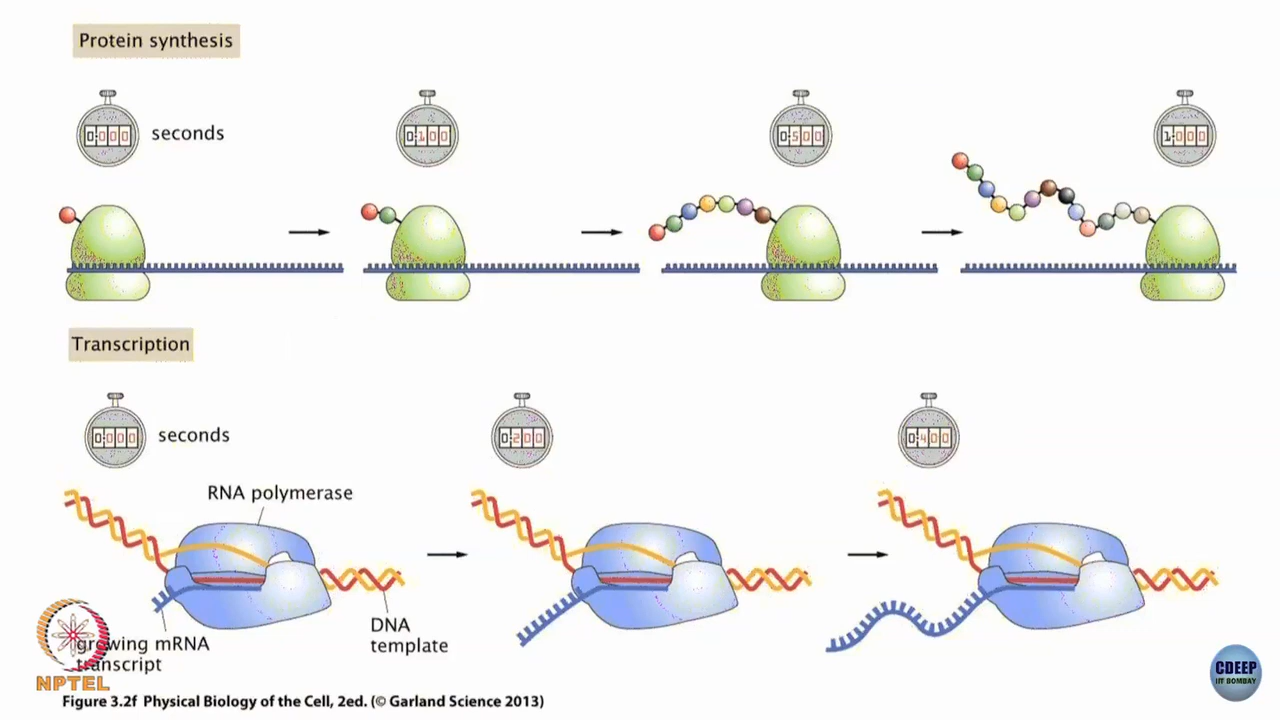 Protein synthesis
0:000 seconds
0:100
0:500
1:000
Transcription
0:000 seconds
0:200
0:400
RNA polymerase
growing mRNA
transcript
DNA
template
NPTEL
CDEEP
IIT BOMBAY
Figure 3.2f Physical Biology of the Cell, 2ed. (© Garland Science 2013)